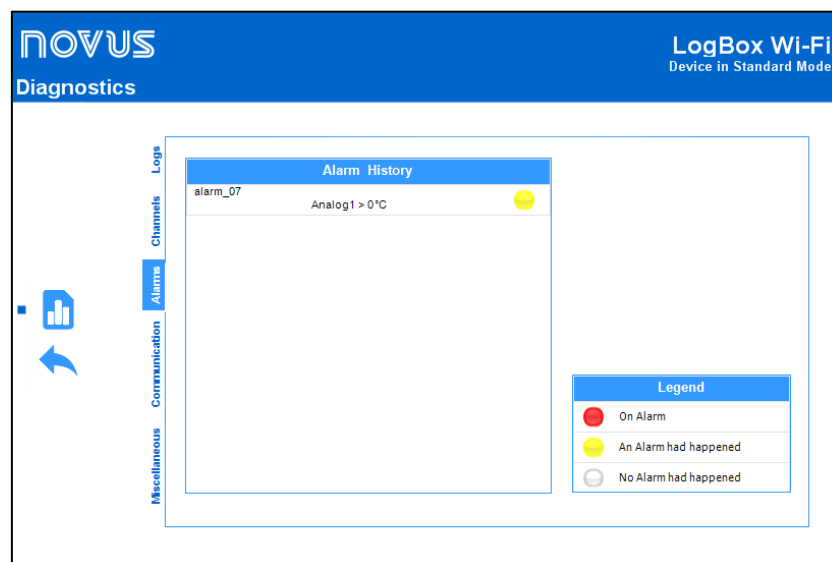 NOVUS
LogBox Wi-Fi
Device in Standard Mode
Diagnostics
Logs
Channels
Alarms
Communication
Miscellaneous
Alarm History
alarm_07
Analog1 > 0°C
Legend
On Alarm
An Alarm had happened
No Alarm had happened